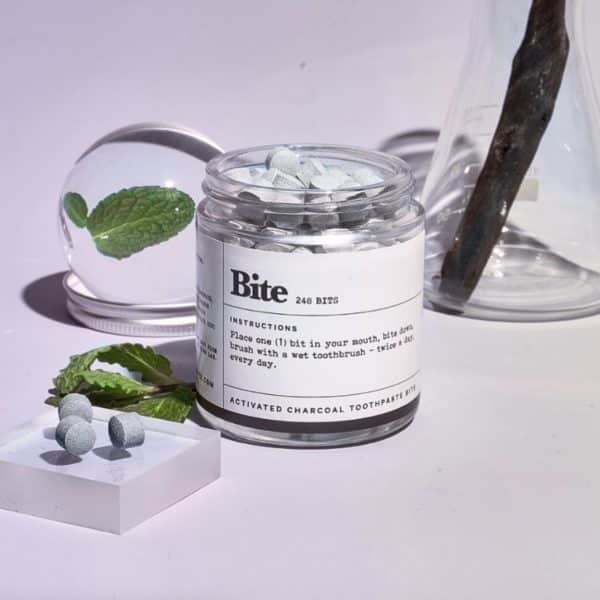 Bite 248 BITS
INSTRUCTIONS
Place one (1) bit in your mouth, bite down,
brush with a wet toothbrush - twice a day,
every day.
ACTIVATED CHARCOAL TOOTHPASTE BITS
.COM